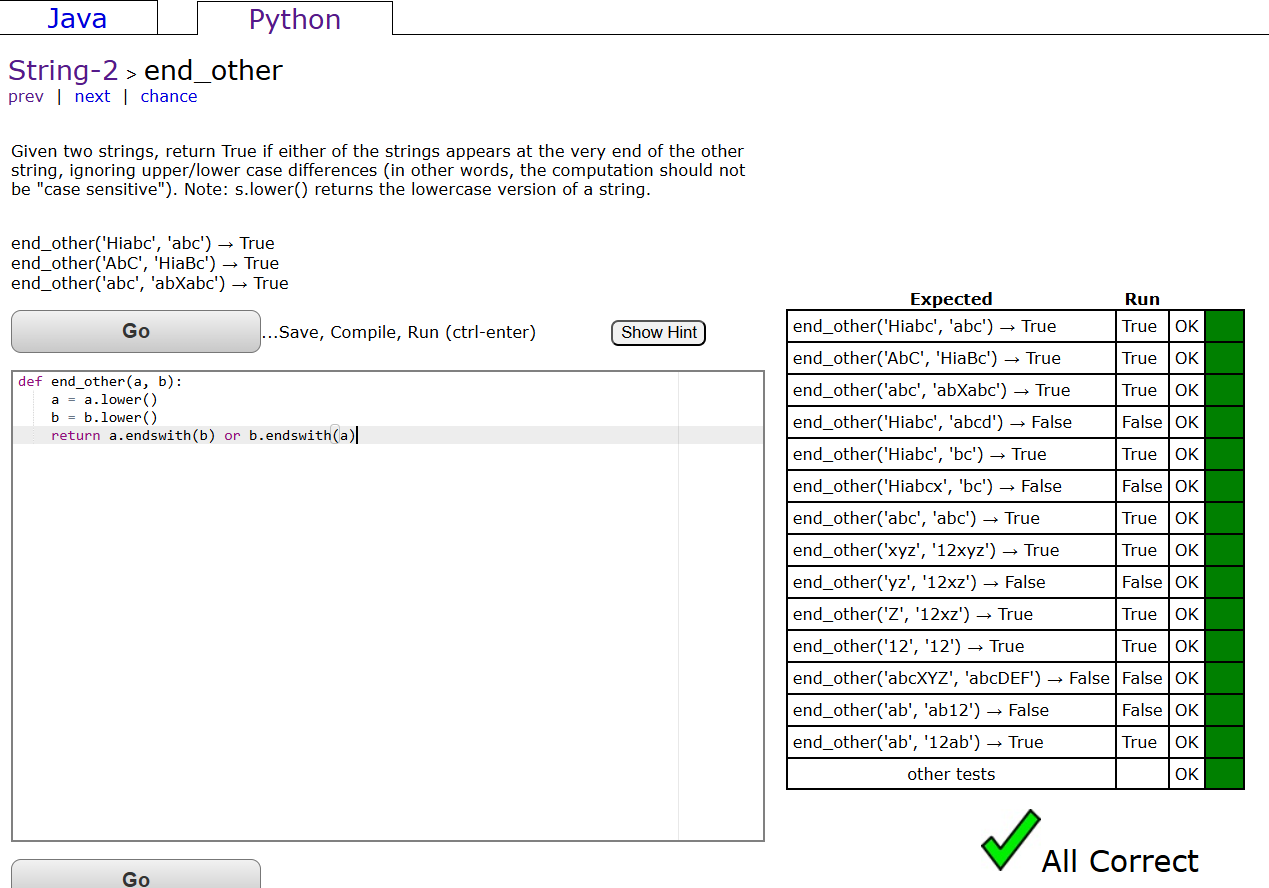 Java
Python
String-2 > end_other
prev | next | chance
Given two strings, return True if either of the strings appears at the very end of the other
string, ignoring upper/lower case differences (in other words, the computation should not
be "case sensitive"). Note: s.lower() returns the lowercase version of a string.
end_other('Hiabc', 'abc') → True
end_other('AbC', 'HiaBc') → True
end_other('abc', 'abXabc') → True
Go ...Save, Compile, Run (ctrl-enter) Show Hint
def end_other(a, b):
    a = a.lower()
    b = b.lower()
    return a.endswith(b) or b.endswith(a)
Go
Expected Run
end_other('Hiabc', 'abc') → True True OK
end_other('AbC', 'HiaBc') → True True OK
end_other('abc', 'abXabc') → True True OK
end_other('Hiabc', 'abcd') → False False OK
end_other('Hiabc', 'bc') → True True OK
end_other('Hiabcx', 'bc') → False False OK
end_other('abc', 'abc') → True True OK
end_other('xyz', '12xyz') → True True OK
end_other('yz', '12xz') → False False OK
end_other('Z', '12xz') → True True OK
end_other('12', '12') → True True OK
end_other('abcXYZ', 'abcDEF') → False False OK
end_other('ab', 'ab12') → False False OK
end_other('ab', '12ab') → True True OK
other tests OK
All Correct